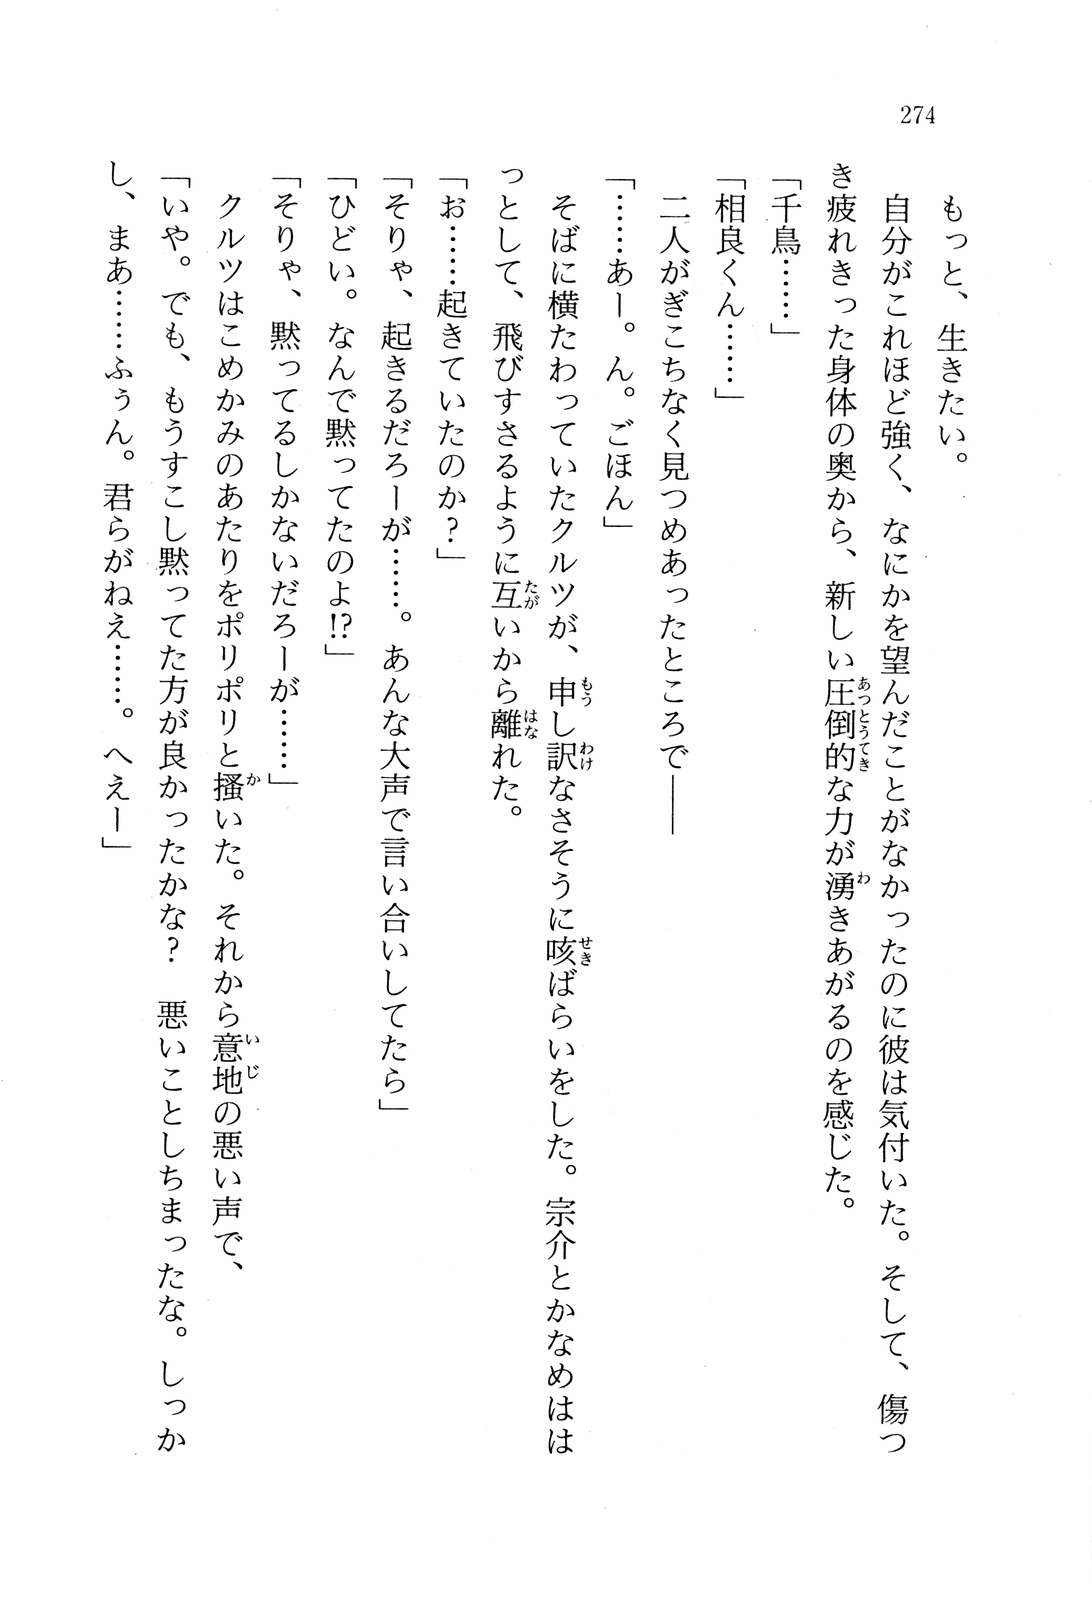 274
もっと、生きたい。
自分がこれほど強く、なにかを望んだことがなかったのに彼は気付いた。そして、傷つ
き疲れきった身体の奥から、新しい圧倒的な力が湧きあがるのを感じた。
「千鳥……」
「相良くん……」
二人がぎこちなく見つめあったところで――
「……あー。ん。ごほん」
そばに横たわっていたクルツが、申し訳なさそうに咳ばらいをした。宗介とかなめはは
っとして、飛びすさるように互いから離れた。
「お……起きていたのか？」
「そりゃ、起きるだろーが……。あんな大声で言い合いしてたら」
「ひどい。なんで黙ってたのよ!?」
「そりゃ、黙ってるしかないだろーが……」
クルツはこめかみのあたりをポリポリと掻いた。それから意地の悪い声で、
「いや。でも、もうすこし黙ってた方が良かったかな？　悪いことしちまったな。しっか
し、まあ……ふぅん。君らがねえ……。へえー」